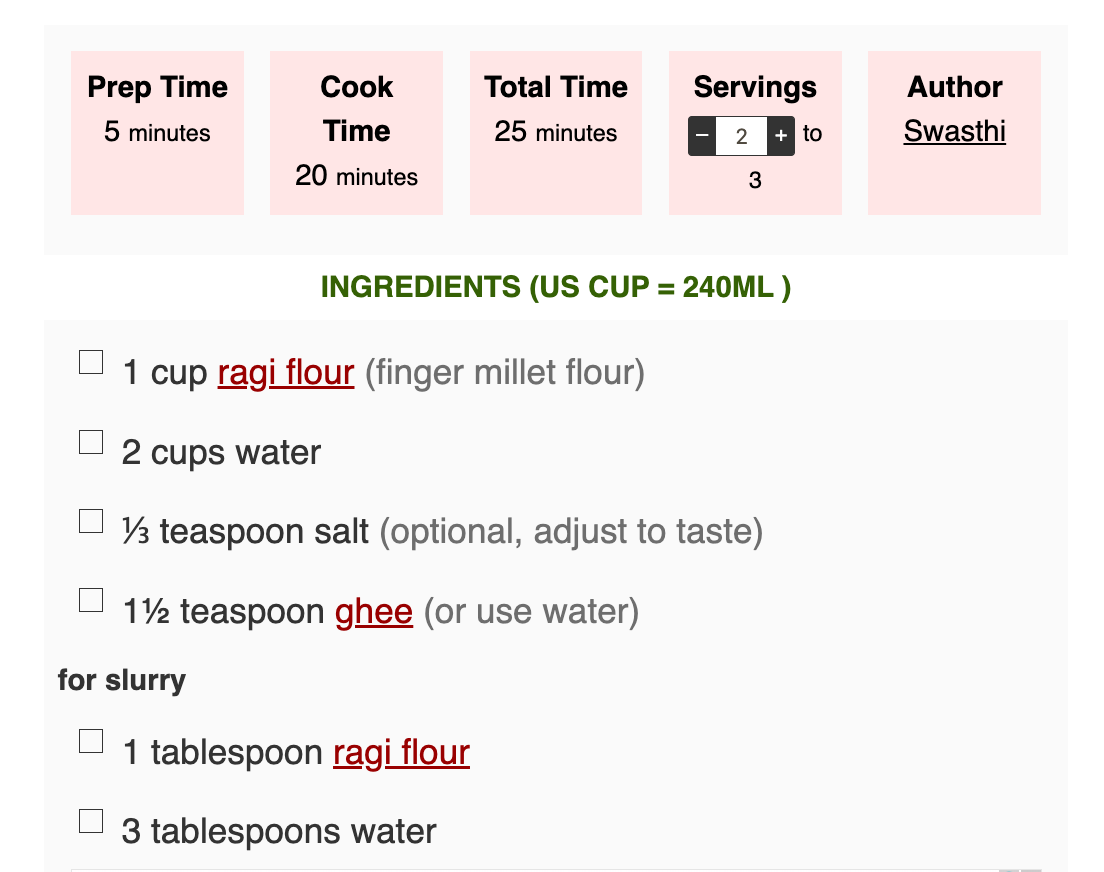 Prep Time
5 minutes
Cook
Time
20 minutes
Total Time
25 minutes
Servings
− 2 + to
3
Author
Swasthi
INGREDIENTS (US CUP = 240ML )
1 cup ragi flour (finger millet flour)
2 cups water
⅓ teaspoon salt (optional, adjust to taste)
1½ teaspoon ghee (or use water)
for slurry
1 tablespoon ragi flour
3 tablespoons water